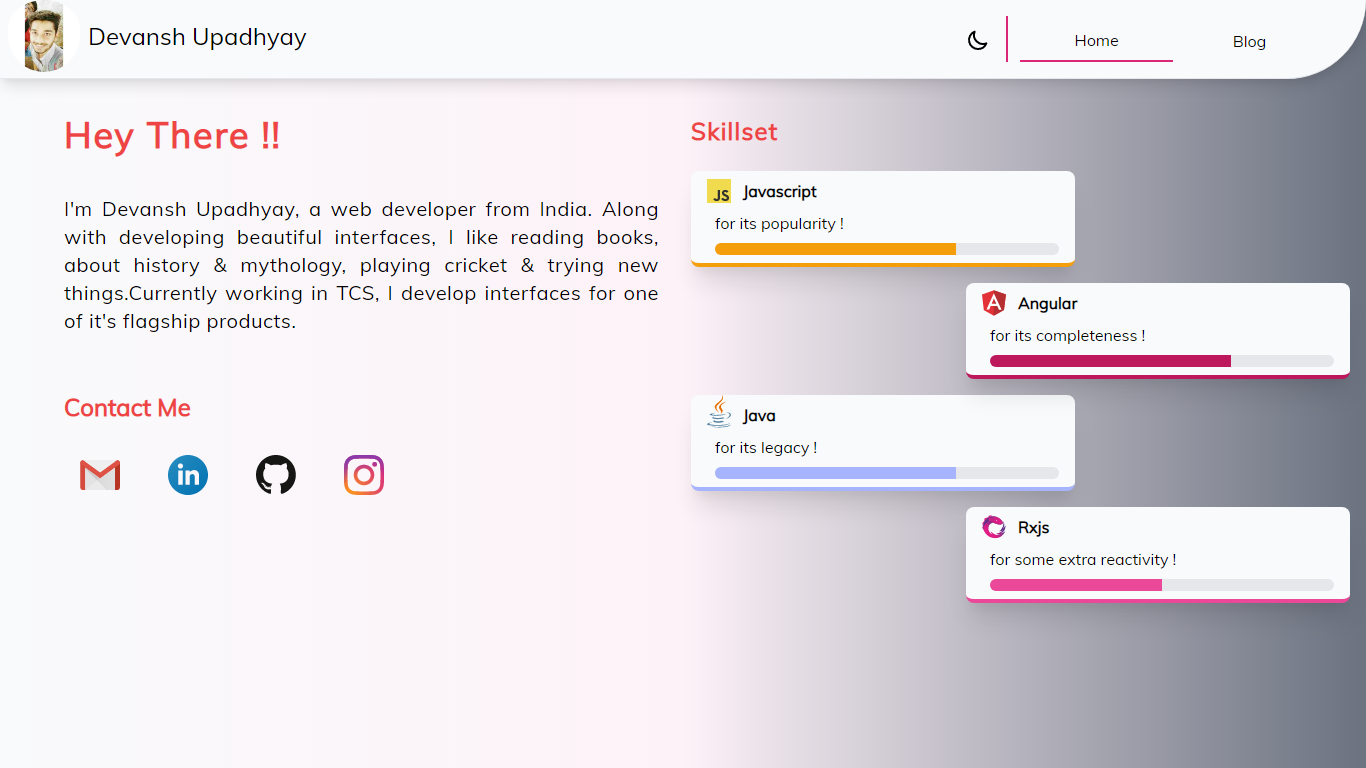 Devansh Upadhyay
Home
Blog
Hey There !!
I'm Devansh Upadhyay, a web developer from India. Along
with developing beautiful interfaces, I like reading books,
about history & mythology, playing cricket & trying new
things.Currently working in TCS, I develop interfaces for one
of it's flagship products.
Contact Me
in
Skillset
JS
Javascript
for its popularity !
A
Angular
for its completeness !
Java
for its legacy !
Rxjs
for some extra reactivity !